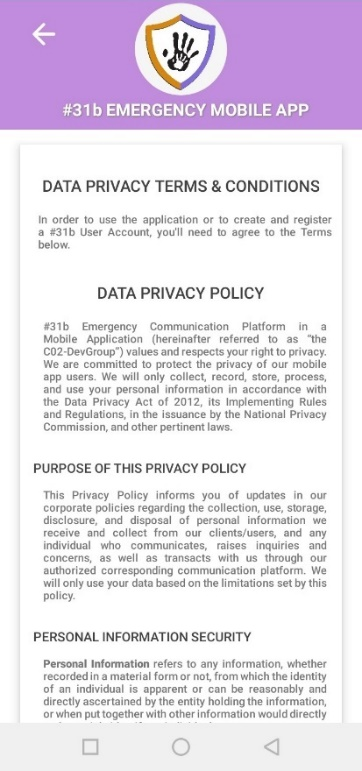 #31b EMERGENCY MOBILE APP
DATA PRIVACY TERMS & CONDITIONS
In order to use the application or to create and register
a #31b User Account, you'll need to agree to the Terms
below.
DATA PRIVACY POLICY
#31b Emergency Communication Platform in a
Mobile Application (hereinafter referred to as "the
C02-DevGroup") values and respects your right to privacy.
We are committed to protect the privacy of our mobile
app users. We will only collect, record, store, process,
and use your personal information in accordance with
the Data Privacy Act of 2012, its Implementing Rules
and Regulations, in the issuance by the National Privacy
Commission, and other pertinent laws.
PURPOSE OF THIS PRIVACY POLICY
This Privacy Policy informs you of updates in our
corporate policies regarding the collection, use, storage,
disclosure, and disposal of personal information we
receive and collect from our clients/users, and any
individual who communicates, raises inquiries and
concerns, as well as transacts with us through our
authorized corresponding communication platform. We
will only use your data based on the limitations set by this
policy.
PERSONAL INFORMATION SECURITY
Personal Information refers to any information, whether
recorded in a material form or not, from which the identity
of an individual is apparent or can be reasonably and
directly ascertained by the entity holding the information,
or when put together with other information would directly